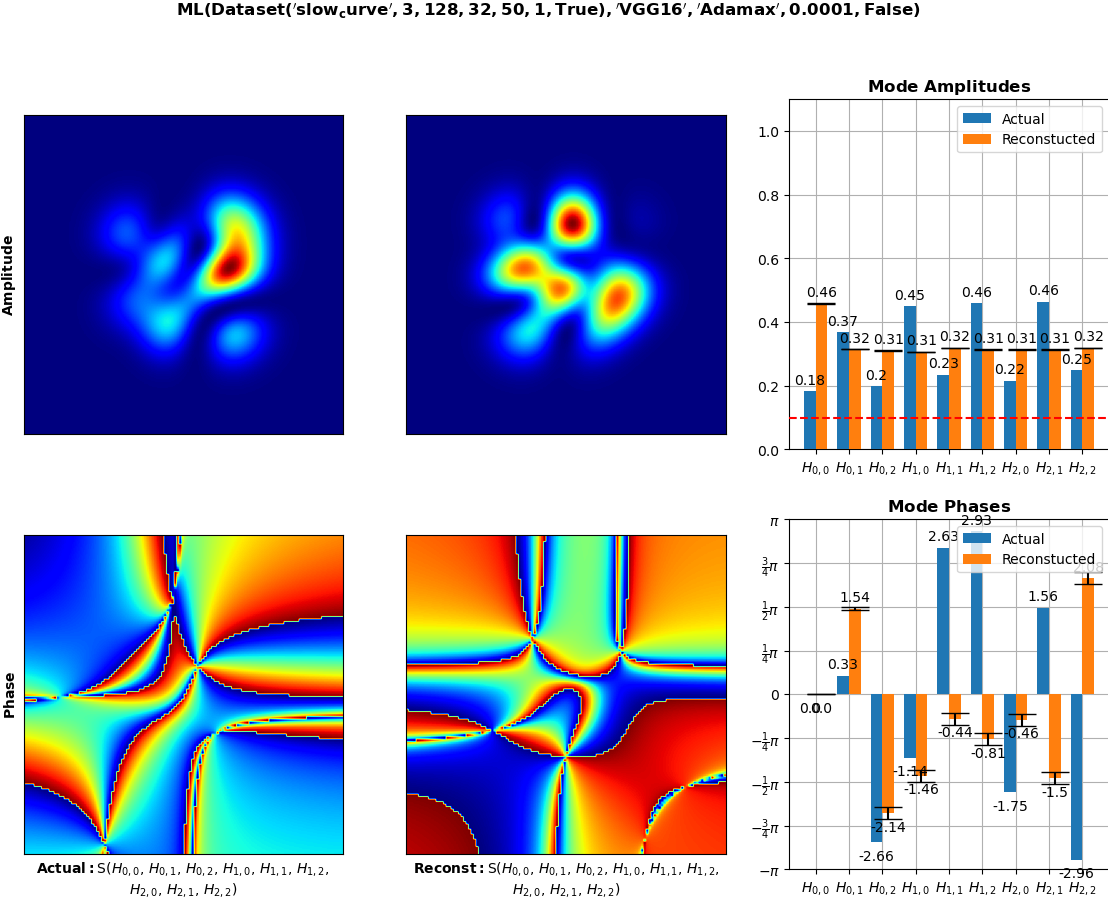 ML(Dataset('slow_curve', 3, 128, 32, 50, 1, True), 'VGG16', 'Adamax', 0.0001, False)
Amplitude
Mode Amplitudes
Actual
Reconstucted
1.0
0.8
0.6
0.4
0.2
0.0
0.18 0.46 0.37 0.32 0.2 0.31 0.45 0.31 0.23 0.32 0.46 0.31 0.22 0.31 0.46 0.31 0.25 0.32
H0,0 H0,1 H0,2 H1,0 H1,1 H1,2 H2,0 H2,1 H2,2
Phase
Mode Phases
Actual
Reconstucted
π
3/4π
1/2π
1/4π
0
−1/4π
−1/2π
−3/4π
−π
0.0 0.0 0.33 1.54 -2.66 -2.14 -1.14 -1.46 2.63 -0.44 2.93 -0.81 -1.75 -0.46 1.56 -1.5 -2.96
H0,0 H0,1 H0,2 H1,0 H1,1 H1,2 H2,0 H2,1 H2,2
Actual: S(H0,0, H0,1, H0,2, H1,0, H1,1, H1,2,
H2,0, H2,1, H2,2)
Reconst: S(H0,0, H0,1, H0,2, H1,0, H1,1, H1,2,
H2,0, H2,1, H2,2)